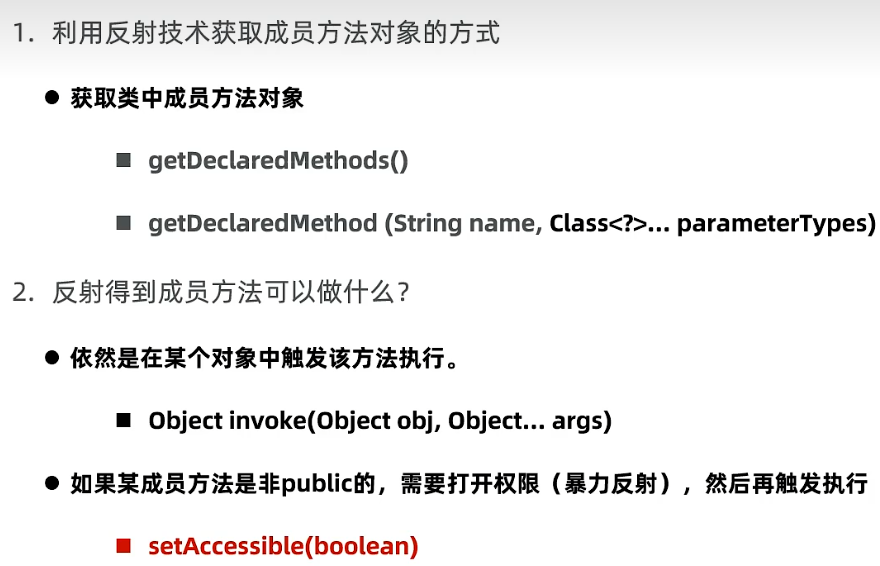 1. 利用反射技术获取成员方法对象的方式
● 获取类中成员方法对象
■ getDeclaredMethods()
■ getDeclaredMethod (String name, Class<?>... parameterTypes)
2. 反射得到成员方法可以做什么?
● 依然是在某个对象中触发该方法执行。
■ Object invoke(Object obj, Object... args)
● 如果某成员方法是非public的，需要打开权限（暴力反射），然后再触发执行
■ setAccessible(boolean)